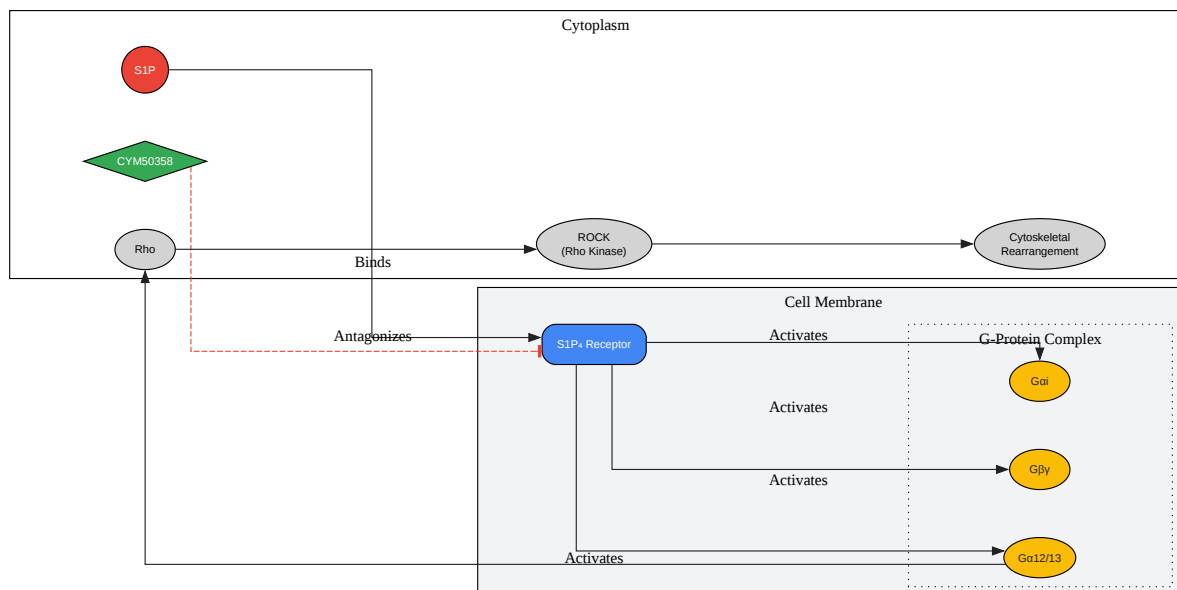 Cytoplasm
S1P
CYM50358
Rho
ROCK
(Rho Kinase)
Cytoskeletal
Rearrangement
Binds
Cell Membrane
Antagonizes
S1P₄ Receptor
Activates
G-Protein Complex
Gαi
Activates
Gβγ
Activates
Gα12/13
Activates